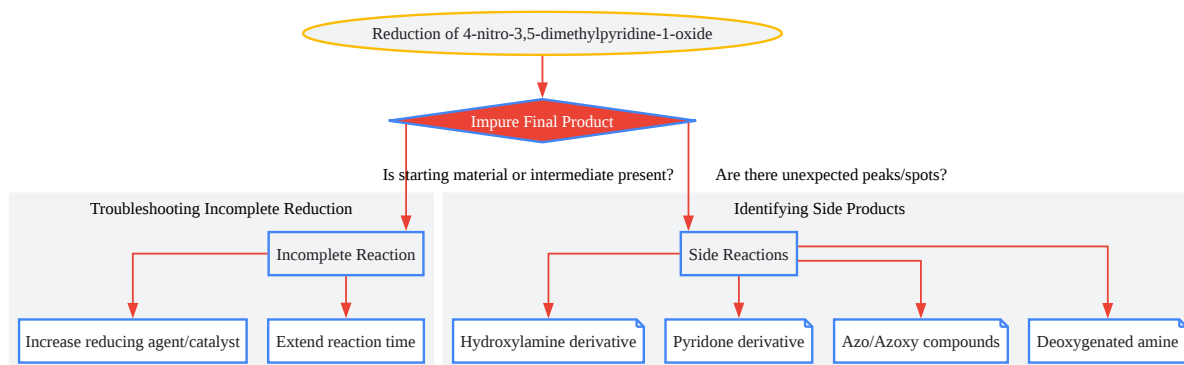 Reduction of 4-nitro-3,5-dimethylpyridine-1-oxide
Impure Final Product
Is starting material or intermediate present?
Are there unexpected peaks/spots?
Troubleshooting Incomplete Reduction
Identifying Side Products
Incomplete Reaction
Side Reactions
Increase reducing agent/catalyst
Extend reaction time
Hydroxylamine derivative
Pyridone derivative
Azo/Azoxy compounds
Deoxygenated amine